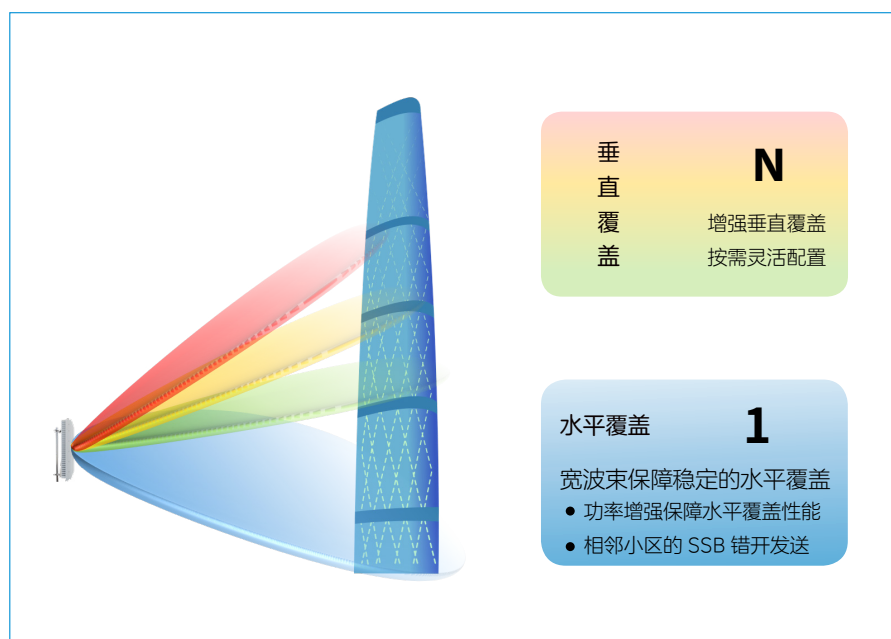 垂直覆盖
N
增强垂直覆盖
按需灵活配置
水平覆盖
1
宽波束保障稳定的水平覆盖
● 功率增强保障水平覆盖性能
● 相邻小区的 SSB 错开发送